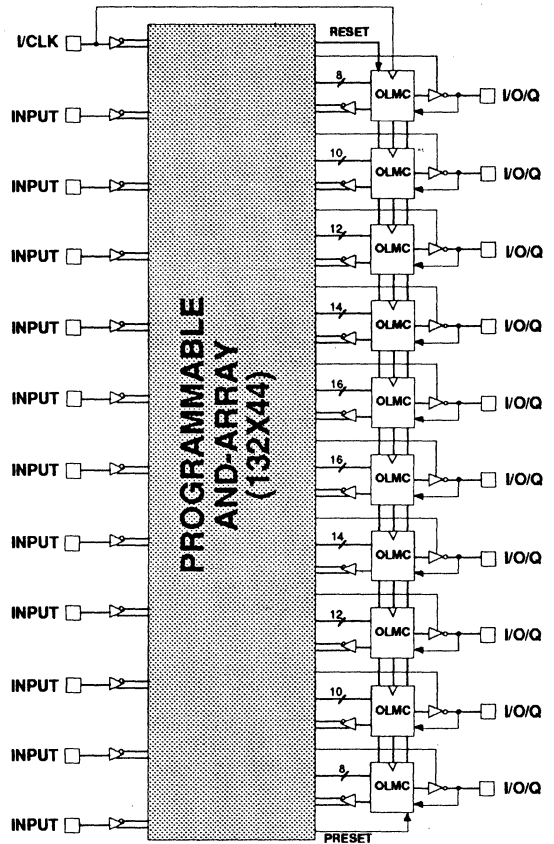 I/CLK
RESET
8
OLMC
I/O/Q
INPUT
10
OLMC
I/O/Q
INPUT
12
OLMC
I/O/Q
INPUT
14
OLMC
I/O/Q
INPUT
16
OLMC
I/O/Q
INPUT
16
OLMC
I/O/Q
INPUT
14
OLMC
I/O/Q
INPUT
12
OLMC
I/O/Q
INPUT
10
OLMC
I/O/Q
INPUT
8
OLMC
I/O/Q
INPUT
INPUT
PRESET
PROGRAMMABLE
AND-ARRAY
(132X44)